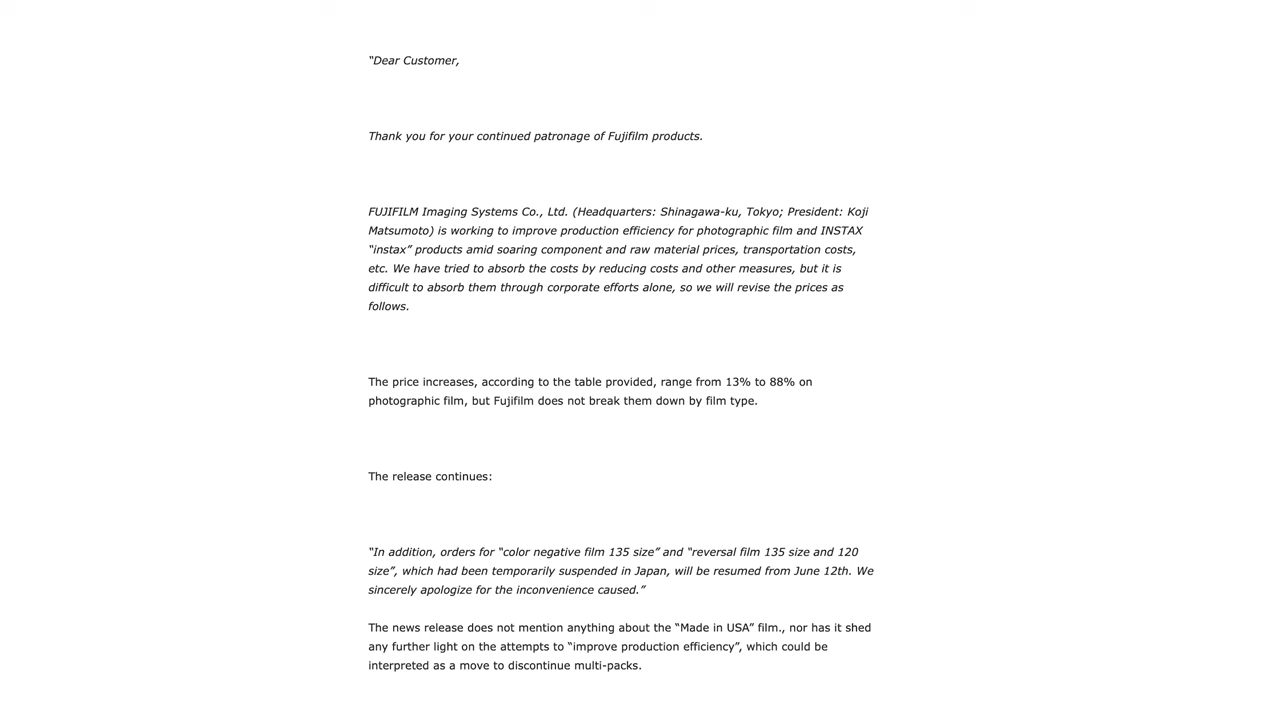 “Dear Customer,
Thank you for your continued patronage of Fujifilm products.
FUJIFILM Imaging Systems Co., Ltd. (Headquarters: Shinagawa-ku, Tokyo; President: Koji
Matsumoto) is working to improve production efficiency for photographic film and INSTAX
“instax” products amid soaring component and raw material prices, transportation costs,
etc. We have tried to absorb the costs by reducing costs and other measures, but it is
difficult to absorb them through corporate efforts alone, so we will revise the prices as
follows.
The price increases, according to the table provided, range from 13% to 88% on
photographic film, but Fujifilm does not break them down by film type.
The release continues:
“In addition, orders for “color negative film 135 size” and “reversal film 135 size and 120
size”, which had been temporarily suspended in Japan, will be resumed from June 12th. We
sincerely apologize for the inconvenience caused.”
The news release does not mention anything about the “Made in USA” film., nor has it shed
any further light on the attempts to “improve production efficiency”, which could be
interpreted as a move to discontinue multi-packs.